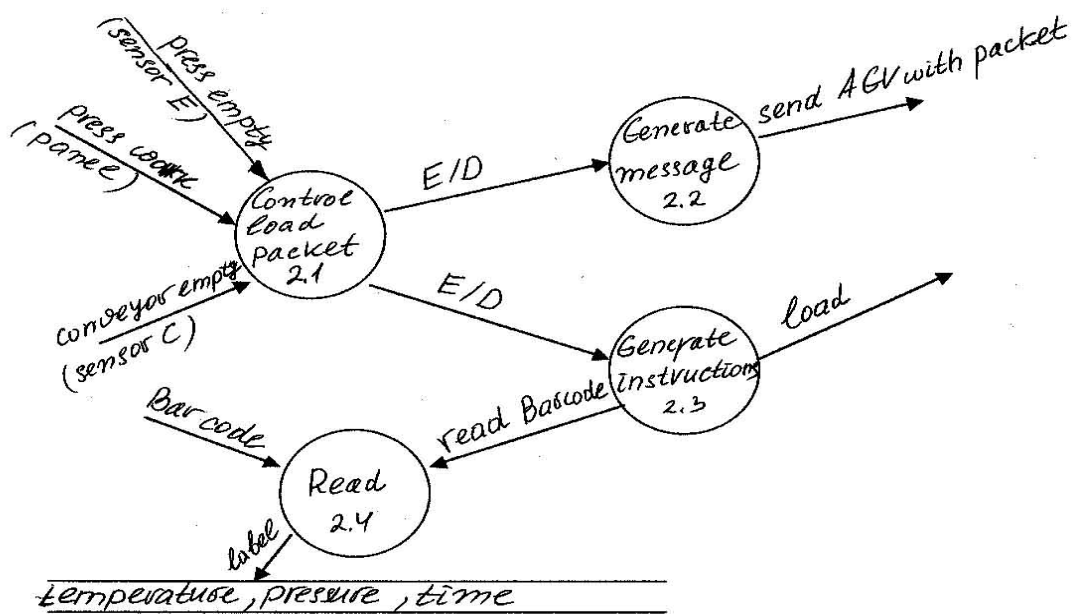 press empty
(sensor E)
press work
(panel)
conveyor empty
(sensor C)
Control
load
packet
2.1
E/D
Generate
message
2.2
send AGV with packet
E/D
Generate
instructions
2.3
load
read Barcode
Bar code
Read
2.4
label
temperature, pressure, time